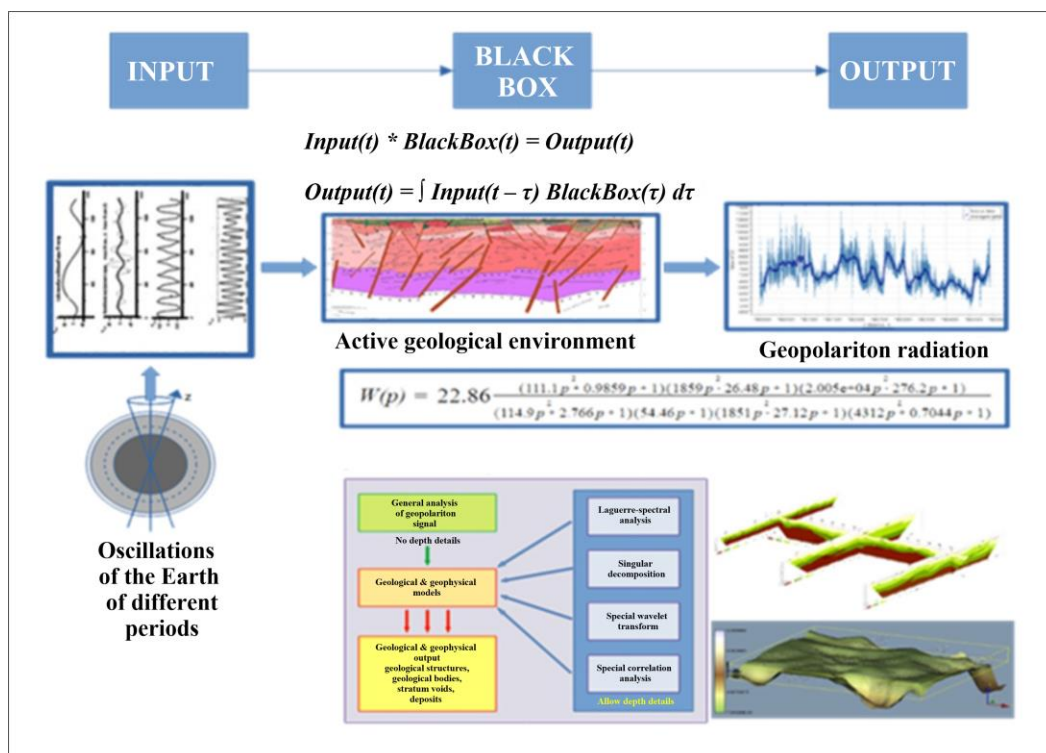 INPUT
BLACK
BOX
OUTPUT
Input(t) * BlackBox(t) = Output(t)
Output(t) = ∫ Input(t – τ) BlackBox(τ) dτ
z
Active geological environment
Geopolariton radiation
W(p) = 22.86 (111.1p² + 0.9859p + 1)(1859p² - 26.48p + 1)(2.005e+04p² - 276.2p + 1)
(114.9p² + 2.766p + 1)(54.46p + 1)(1851p² - 27.12p + 1)(4312p² + 0.7044p + 1)
Oscillations
of the Earth
of different
periods
General analysis
of geopolariton
signal
No depth details
Geological & geophysical
models
Geological & geophysical
output
geological structures,
geological bodies,
stratum voids,
deposits
Laguerre-spectral
analysis
Singular
decomposition
Special wavelet
transform
Special correlation
analysis
Allow depth details